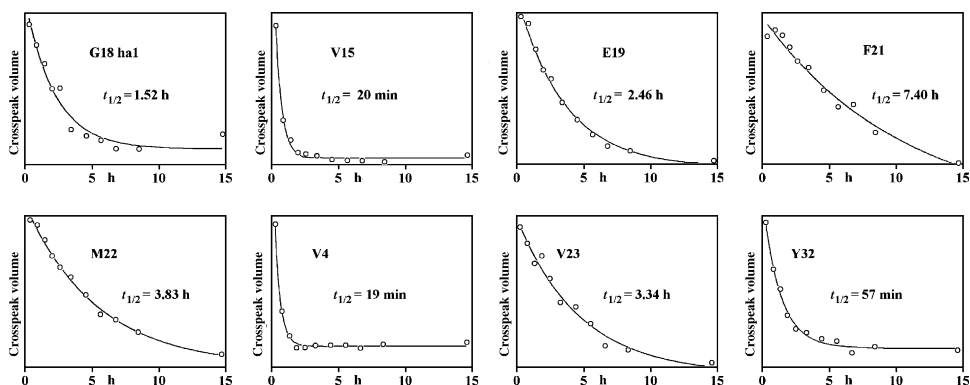 Crosspeak volume
G18 ha1
t1/2 = 1.52 h
0 5 h 10 15
Crosspeak volume
V15
t1/2 = 20 min
0 5 h 10 15
Crosspeak volume
E19
t1/2 = 2.46 h
0 5 h 10 15
Crosspeak volume
F21
t1/2 = 7.40 h
0 5 h 10 15
Crosspeak volume
M22
t1/2 = 3.83 h
0 5 h 10 15
Crosspeak volume
V4
t1/2 = 19 min
0 5 h 10 15
Crosspeak volume
V23
t1/2 = 3.34 h
0 5 h 10 15
Crosspeak volume
Y32
t1/2 = 57 min
0 5 h 10 15